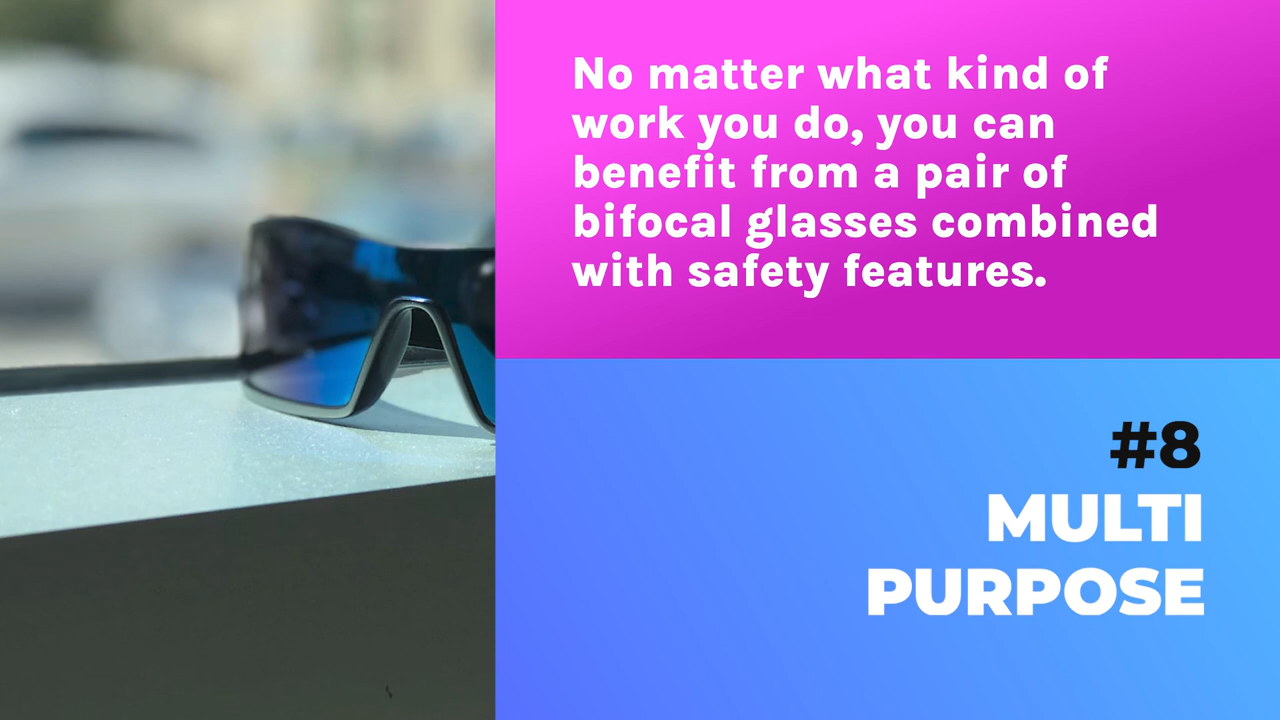 No matter what kind of
work you do, you can
benefit from a pair of
bifocal glasses combined
with safety features.
#8
MULTI
PURPOSE